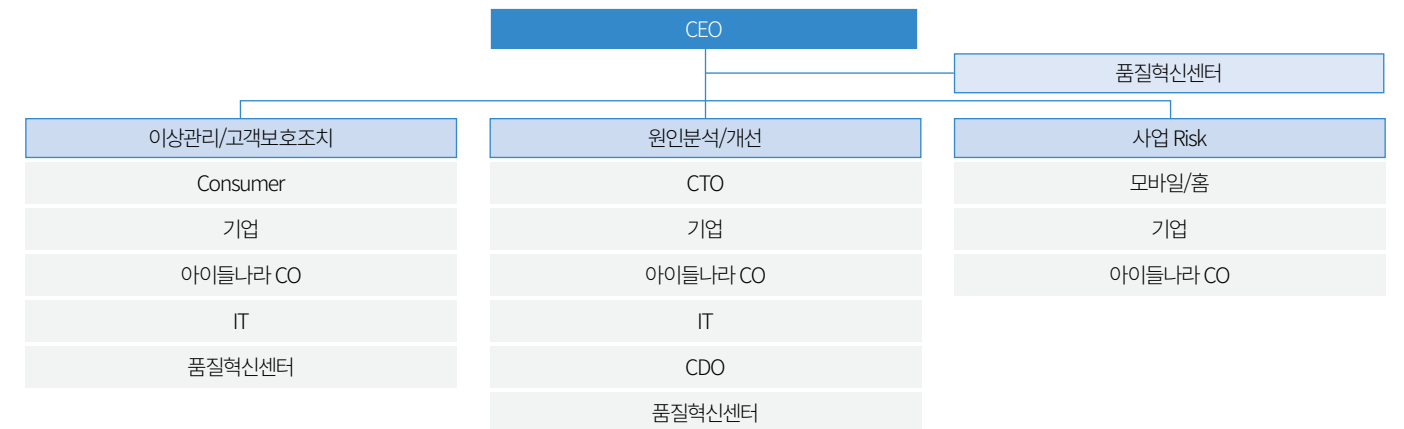 CEO
품질혁신센터
이상관리/고객보호조치
Consumer
기업
아이들나라 CO
IT
품질혁신센터
원인분석/개선
CTO
기업
아이들나라 CO
IT
CDO
품질혁신센터
사업 Risk
모바일/홈
기업
아이들나라 CO